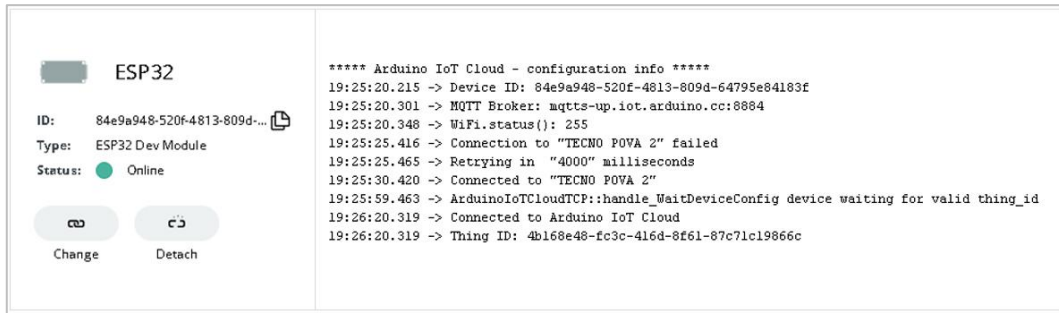 ESP32
ID: 84e9a948-520f-4813-809d-...
Type: ESP32 Dev Module
Status: Online
Change Detach
***** Arduino IoT Cloud - configuration info *****
19:25:20.215 -> Device ID: 84e9a948-520f-4813-809d-64795e84183f
19:25:20.301 -> MQTT Broker: mqtts-up.iot.arduino.cc:8884
19:25:20.348 -> WiFi.status(): 255
19:25:25.416 -> Connection to "TECNO POVA 2" failed
19:25:25.465 -> Retrying in  "4000" milliseconds
19:25:30.420 -> Connected to "TECNO POVA 2"
19:25:59.463 -> ArduinoIoTCloudTCP::handle_WaitDeviceConfig device waiting for valid thing_id
19:26:20.319 -> Connected to Arduino IoT Cloud
19:26:20.319 -> Thing ID: 4b168e48-fc3c-416d-8f61-87c71c19866c